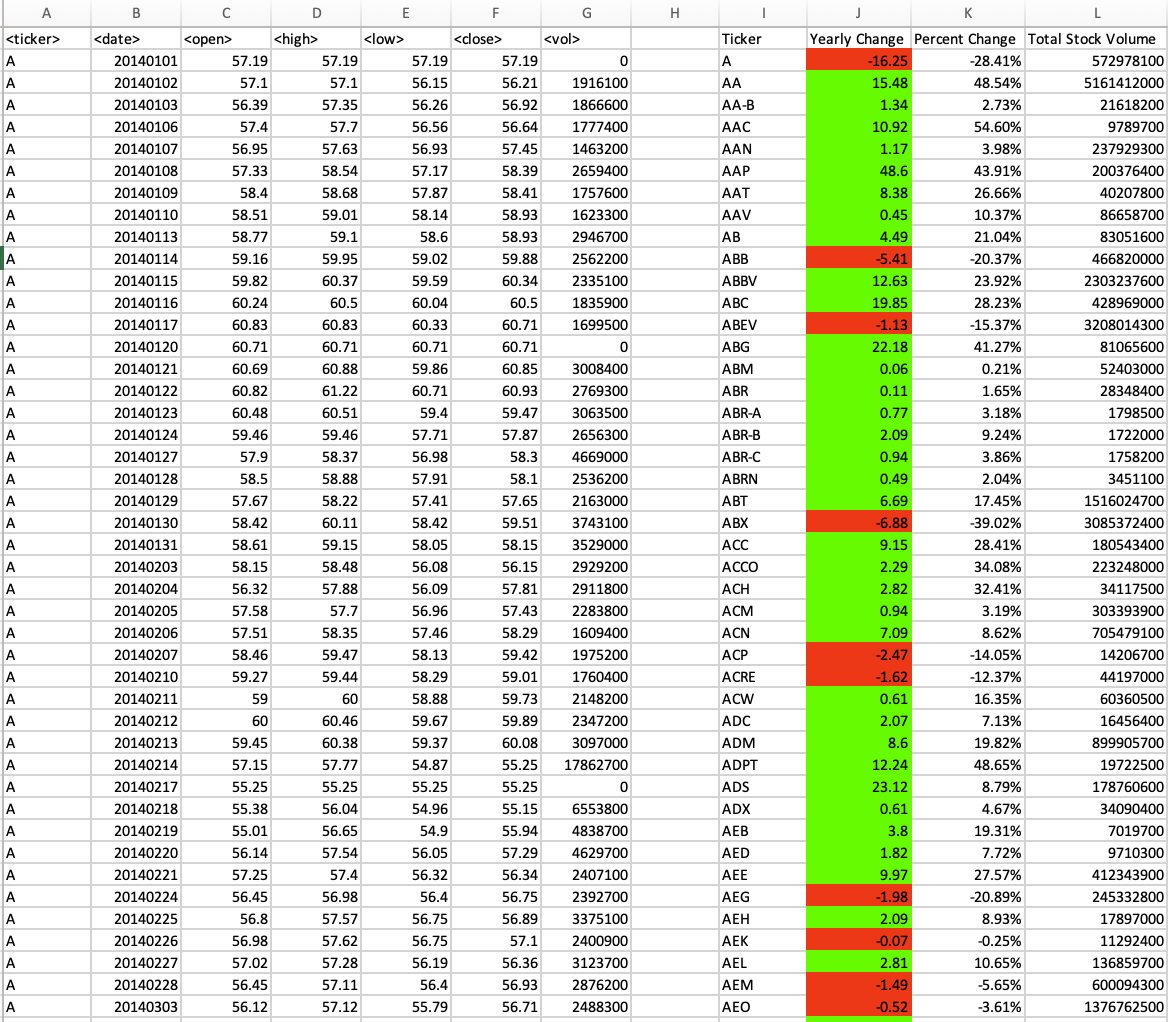 A B C D E F G H I J K L
<ticker> <date> <open> <high> <low> <close> <vol> Ticker Yearly Change Percent Change Total Stock Volume
A 20140101 57.19 57.19 57.19 57.19 0 A -16.25 -28.41% 572978100
A 20140102 57.1 57.1 56.15 56.21 1916100 AA 15.48 48.54% 5161412000
A 20140103 56.39 57.35 56.26 56.92 1866600 AA-B 1.34 2.73% 21618200
A 20140106 57.4 57.7 56.56 56.64 1777400 AAC 10.92 54.60% 9789700
A 20140107 56.95 57.63 56.93 57.45 1463200 AAN 1.17 3.98% 237929300
A 20140108 57.33 58.54 57.17 58.39 2659400 AAP 48.6 43.91% 200376400
A 20140109 58.4 58.68 57.87 58.41 1757600 AAT 8.38 26.66% 40207800
A 20140110 58.51 59.01 58.14 58.93 1623300 AAV 0.45 10.37% 86658700
A 20140113 58.77 59.1 58.6 58.93 2946700 AB 4.49 21.04% 83051600
A 20140114 59.16 59.95 59.02 59.88 2562200 ABB -5.41 -20.37% 466820000
A 20140115 59.82 60.37 59.59 60.34 2335100 ABBV 12.63 23.92% 2303237600
A 20140116 60.24 60.5 60.04 60.5 1835900 ABC 19.85 28.23% 428969000
A 20140117 60.83 60.83 60.33 60.71 1699500 ABEV -1.13 -15.37% 3208014300
A 20140120 60.71 60.71 60.71 60.71 0 ABG 22.18 41.27% 81065600
A 20140121 60.69 60.88 59.86 60.85 3008400 ABM 0.06 0.21% 52403000
A 20140122 60.82 61.22 60.71 60.93 2769300 ABR 0.11 1.65% 28348400
A 20140123 60.48 60.51 59.4 59.47 3063500 ABR-A 0.77 3.18% 1798500
A 20140124 59.46 59.46 57.71 57.87 2656300 ABR-B 2.09 9.24% 1722000
A 20140127 57.9 58.37 56.98 58.3 4669000 ABR-C 0.94 3.86% 1758200
A 20140128 58.5 58.88 57.91 58.1 2536200 ABRN 0.49 2.04% 3451100
A 20140129 57.67 58.22 57.41 57.65 2163000 ABT 6.69 17.45% 1516024700
A 20140130 58.42 60.11 58.42 59.51 3743100 ABX -6.88 -39.02% 3085372400
A 20140131 58.61 59.15 58.05 58.15 3529000 ACC 9.15 28.41% 180543400
A 20140203 58.15 58.48 56.08 56.15 2929200 ACCO 2.29 34.08% 223248000
A 20140204 56.32 57.88 56.09 57.81 2911800 ACH 2.82 32.41% 34117500
A 20140205 57.58 57.7 56.96 57.43 2283800 ACM 0.94 3.19% 303393900
A 20140206 57.51 58.35 57.46 58.29 1609400 ACN 7.09 8.62% 705479100
A 20140207 58.46 59.47 58.13 59.42 1975200 ACP -2.47 -14.05% 14206700
A 20140210 59.27 59.44 58.29 59.01 1760400 ACRE -1.62 -12.37% 44197000
A 20140211 59 60 58.88 59.73 2148200 ACW 0.61 16.35% 60360500
A 20140212 60 60.46 59.67 59.89 2347200 ADC 2.07 7.13% 16456400
A 20140213 59.45 60.38 59.37 60.08 3097000 ADM 8.6 19.82% 899905700
A 20140214 57.15 57.77 54.87 55.25 17862700 ADPT 12.24 48.65% 19722500
A 20140217 55.25 55.25 55.25 55.25 0 ADS 23.12 8.79% 178760600
A 20140218 55.38 56.04 54.96 55.15 6553800 ADX 0.61 4.67% 34090400
A 20140219 55.01 56.65 54.9 55.94 4838700 AEB 3.8 19.31% 7019700
A 20140220 56.14 57.54 56.05 57.29 4629700 AED 1.82 7.72% 9710300
A 20140221 57.25 57.4 56.32 56.34 2407100 AEE 9.97 27.57% 412343900
A 20140224 56.45 56.98 56.4 56.75 2392700 AEG -1.98 -20.89% 245332800
A 20140225 56.8 57.57 56.75 56.89 3375100 AEH 2.09 8.93% 17897000
A 20140226 56.98 57.62 56.75 57.1 2400900 AEK -0.07 -0.25% 11292400
A 20140227 57.02 57.28 56.19 56.36 3123700 AEL 2.81 10.65% 136859700
A 20140228 56.45 57.11 56.4 56.93 2876200 AEM -1.49 -5.65% 600094300
A 20140303 56.12 57.12 55.79 56.71 2488300 AEO -0.52 -3.61% 1376762500